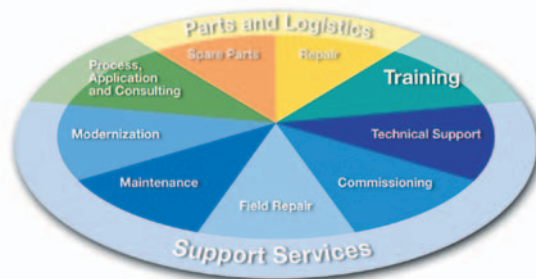 Parts and Logistics
Spare Parts
Repair
Process,
Application
and Consulting
Training
Modernization
Technical Support
Maintenance
Commissioning
Field Repair
Support Services